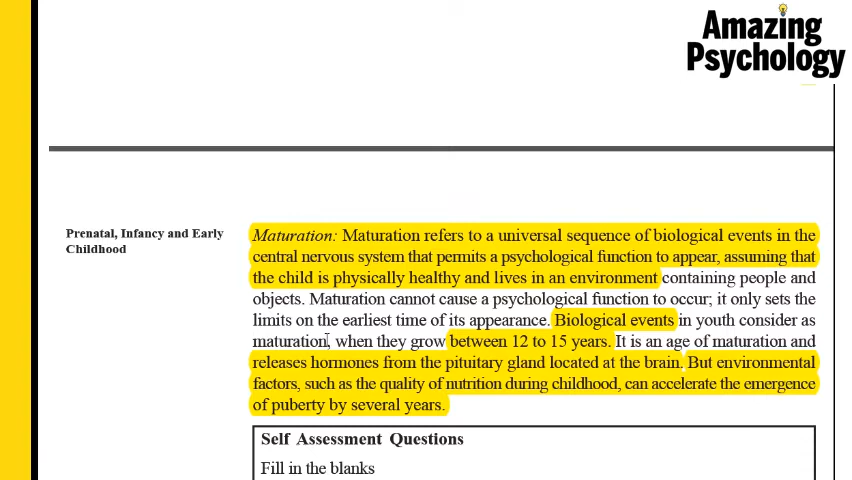 Amazing
Psychology
Prenatal, Infancy and Early
Childhood
Maturation: Maturation refers to a universal sequence of biological events in the
central nervous system that permits a psychological function to appear, assuming that
the child is physically healthy and lives in an environment containing people and
objects. Maturation cannot cause a psychological function to occur; it only sets the
limits on the earliest time of its appearance. Biological events in youth consider as
maturation, when they grow between 12 to 15 years. It is an age of maturation and
releases hormones from the pituitary gland located at the brain. But environmental
factors, such as the quality of nutrition during childhood, can accelerate the emergence
of puberty by several years.
Self Assessment Questions
Fill in the blanks